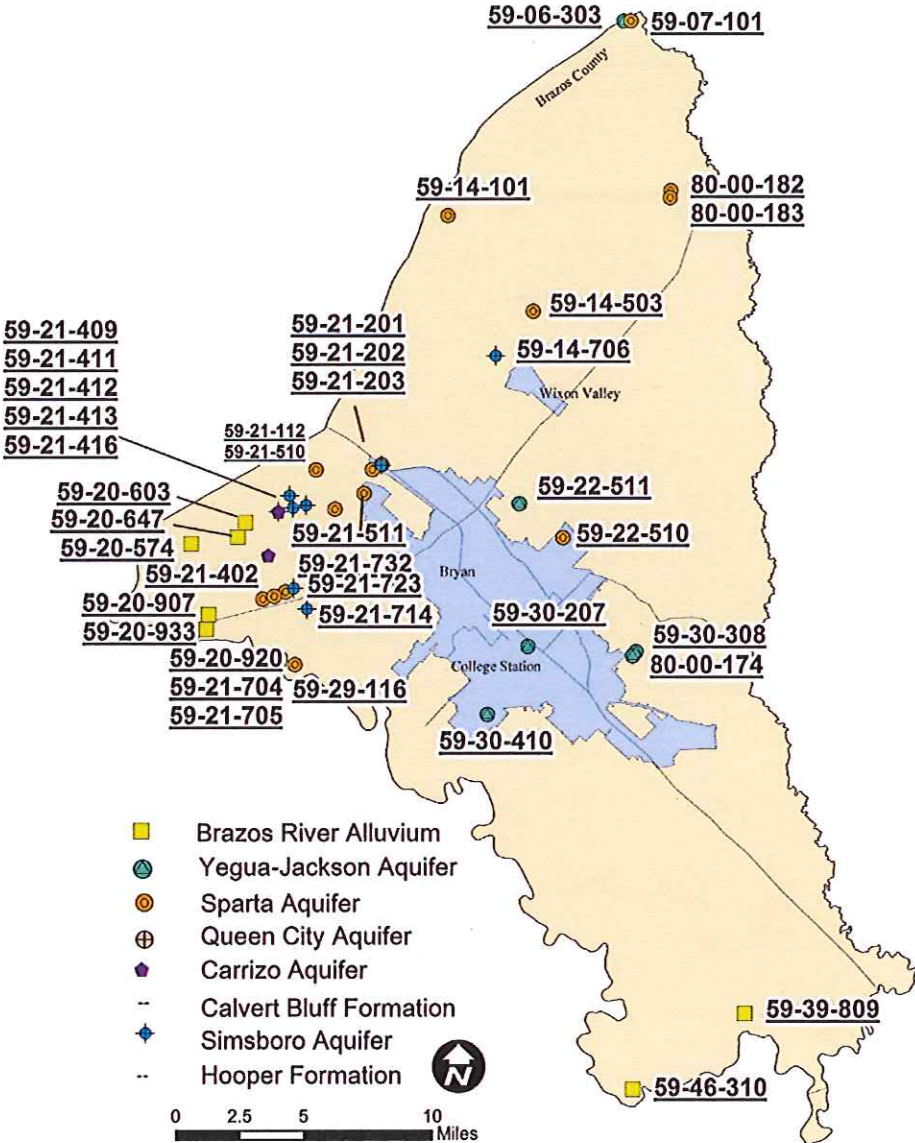 59-06-303
59-07-101
Brazos County
59-14-101
80-00-182
80-00-183
59-14-503
59-21-409
59-21-411
59-21-412
59-21-413
59-21-416
59-21-201
59-21-202
59-21-203
59-14-706
Wixon Valley
59-21-112
59-21-510
59-20-603
59-20-647
59-20-574
59-22-511
59-21-511
59-22-510
59-21-402
59-21-732
59-21-723
59-21-714
Bryan
59-20-907
59-20-933
59-30-207
59-30-308
80-00-174
59-20-920
59-21-704
59-21-705
59-29-116
College Station
59-30-410
Brazos River Alluvium
Yegua-Jackson Aquifer
Sparta Aquifer
Queen City Aquifer
Carrizo Aquifer
-- Calvert Bluff Formation
Simsboro Aquifer
-- Hooper Formation
N
59-39-809
59-46-310
0 2.5 5 10
Miles